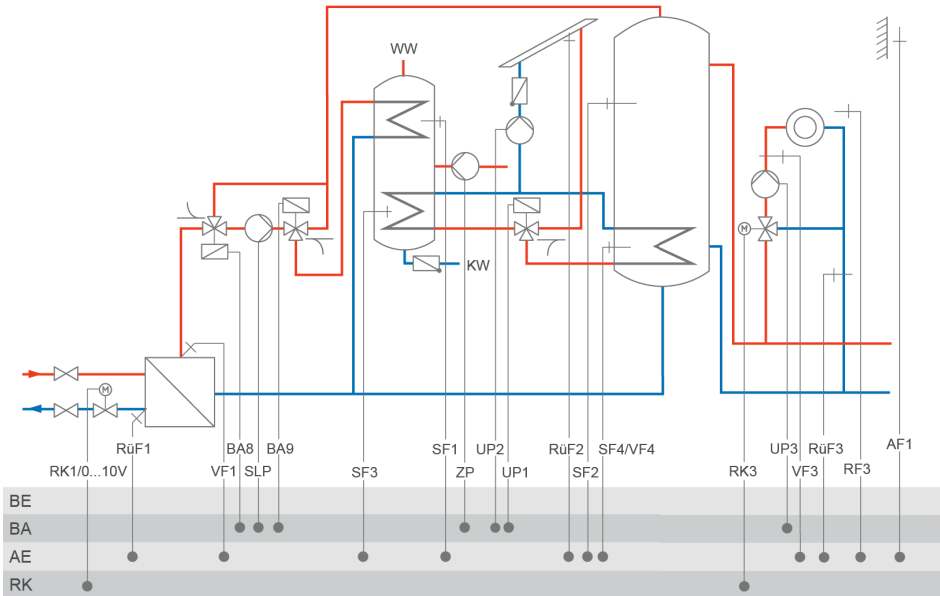 WW
KW
M
M
RüF1
BA8
BA9
SF1
UP2
RüF2
SF4/VF4
UP3
RüF3
AF1
RK1/0...10V
VF1
SLP
SF3
ZP
UP1
SF2
RK3
VF3
RF3
BE
BA
AE
RK